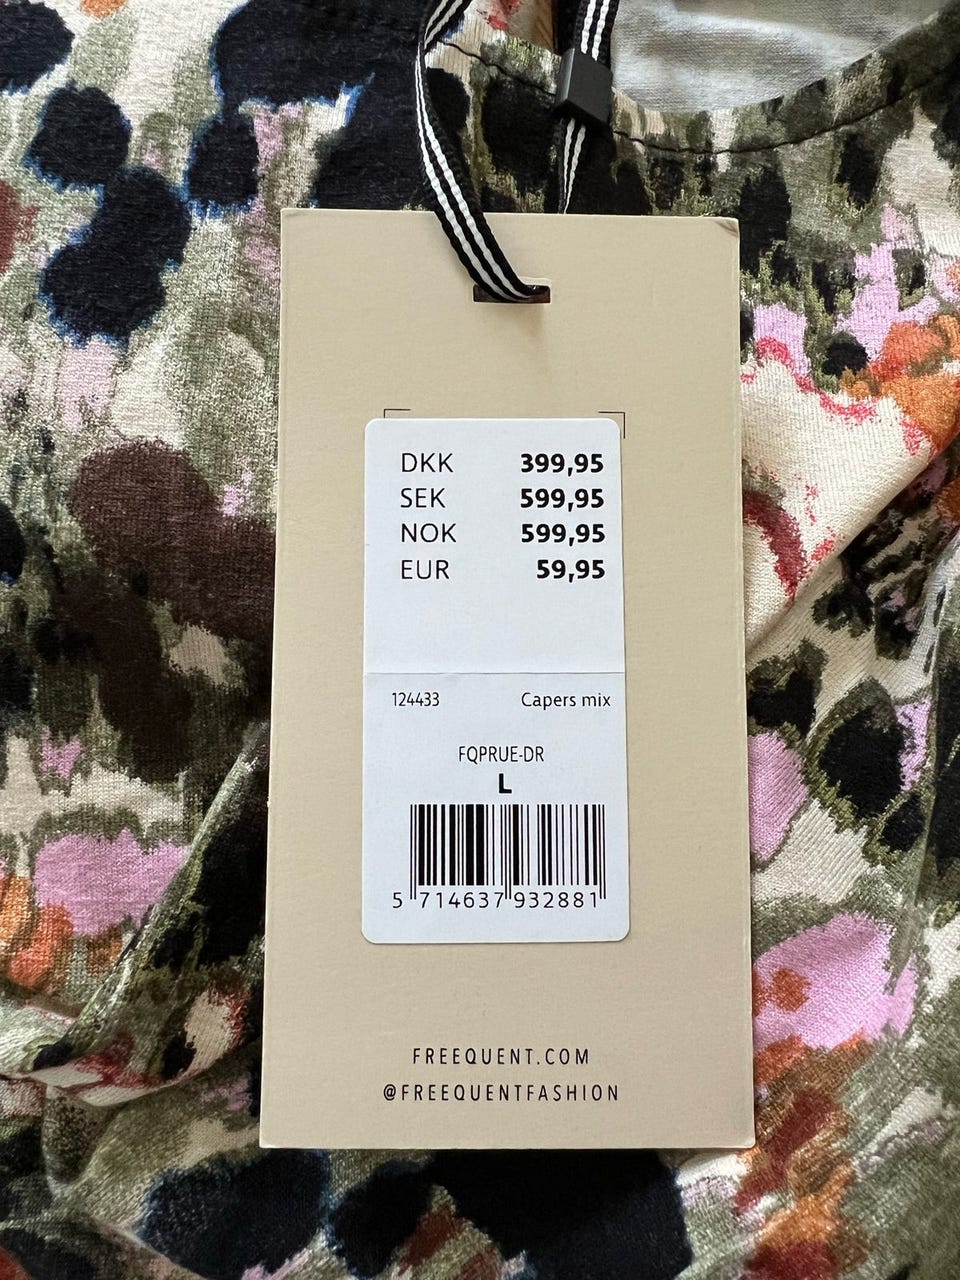 DKK 399,95
SEK 599,95
NOK 599,95
EUR 59,95
124433 Capers mix
FQPRUE-DR
L
5 714637 932881
FREEQUENT.COM
@FREEQUENTFASHION